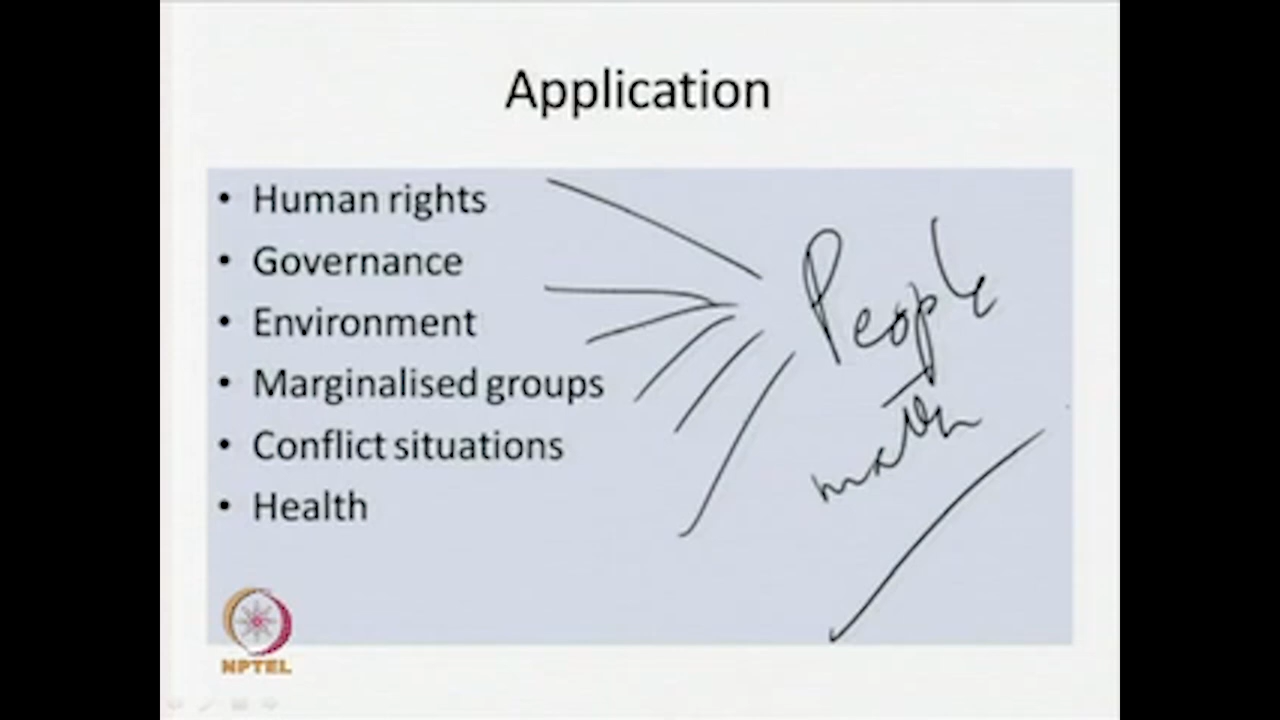 Application
• Human rights
• Governance
• Environment
• Marginalised groups
• Conflict situations
• Health
People
matter
NPTEL